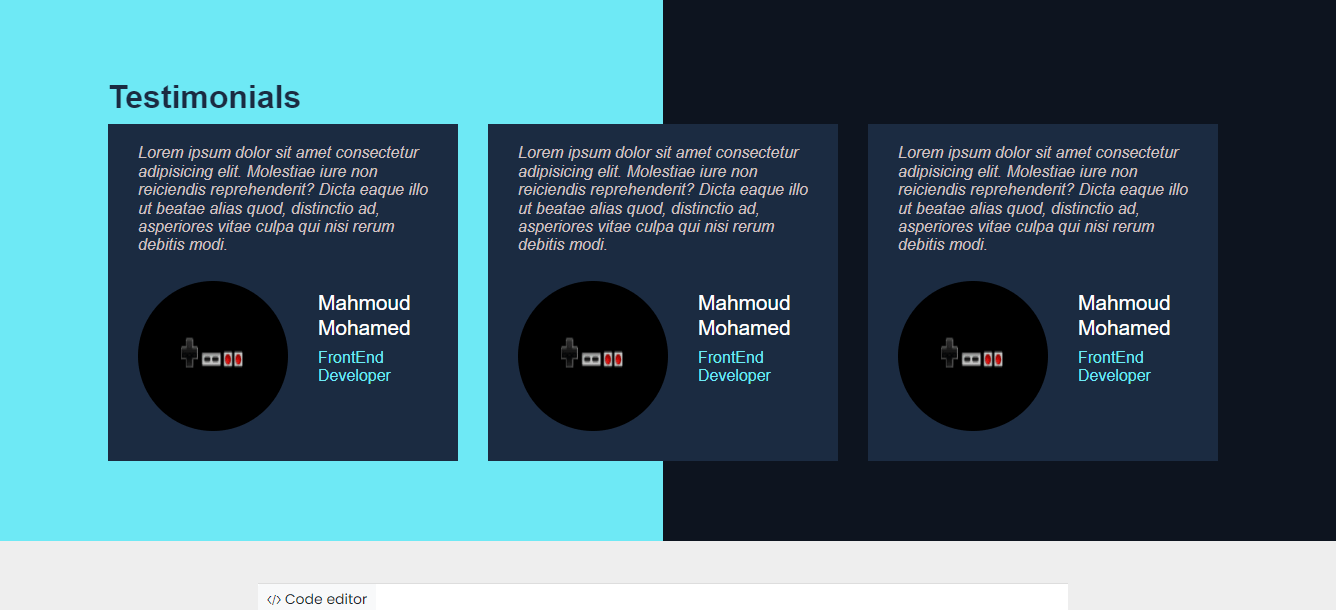 Testimonials
Lorem ipsum dolor sit amet consectetur
adipisicing elit. Molestiae iure non
reiciendis reprehenderit? Dicta eaque illo
ut beatae alias quod, distinctio ad,
asperiores vitae culpa qui nisi rerum
debitis modi.
Mahmoud
Mohamed
FrontEnd
Developer
Lorem ipsum dolor sit amet consectetur
adipisicing elit. Molestiae iure non
reiciendis reprehenderit? Dicta eaque illo
ut beatae alias quod, distinctio ad,
asperiores vitae culpa qui nisi rerum
debitis modi.
Mahmoud
Mohamed
FrontEnd
Developer
Lorem ipsum dolor sit amet consectetur
adipisicing elit. Molestiae iure non
reiciendis reprehenderit? Dicta eaque illo
ut beatae alias quod, distinctio ad,
asperiores vitae culpa qui nisi rerum
debitis modi.
Mahmoud
Mohamed
FrontEnd
Developer
</> Code editor